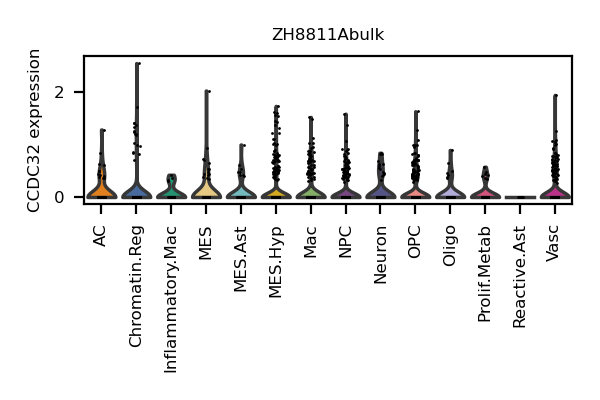 ZH8811Abulk
CCDC32 expression
2
0
AC
Chromatin.Reg
Inflammatory.Mac
MES
MES.Ast
MES.Hyp
Mac
NPC
Neuron
OPC
Oligo
Prolif.Metab
Reactive.Ast
Vasc